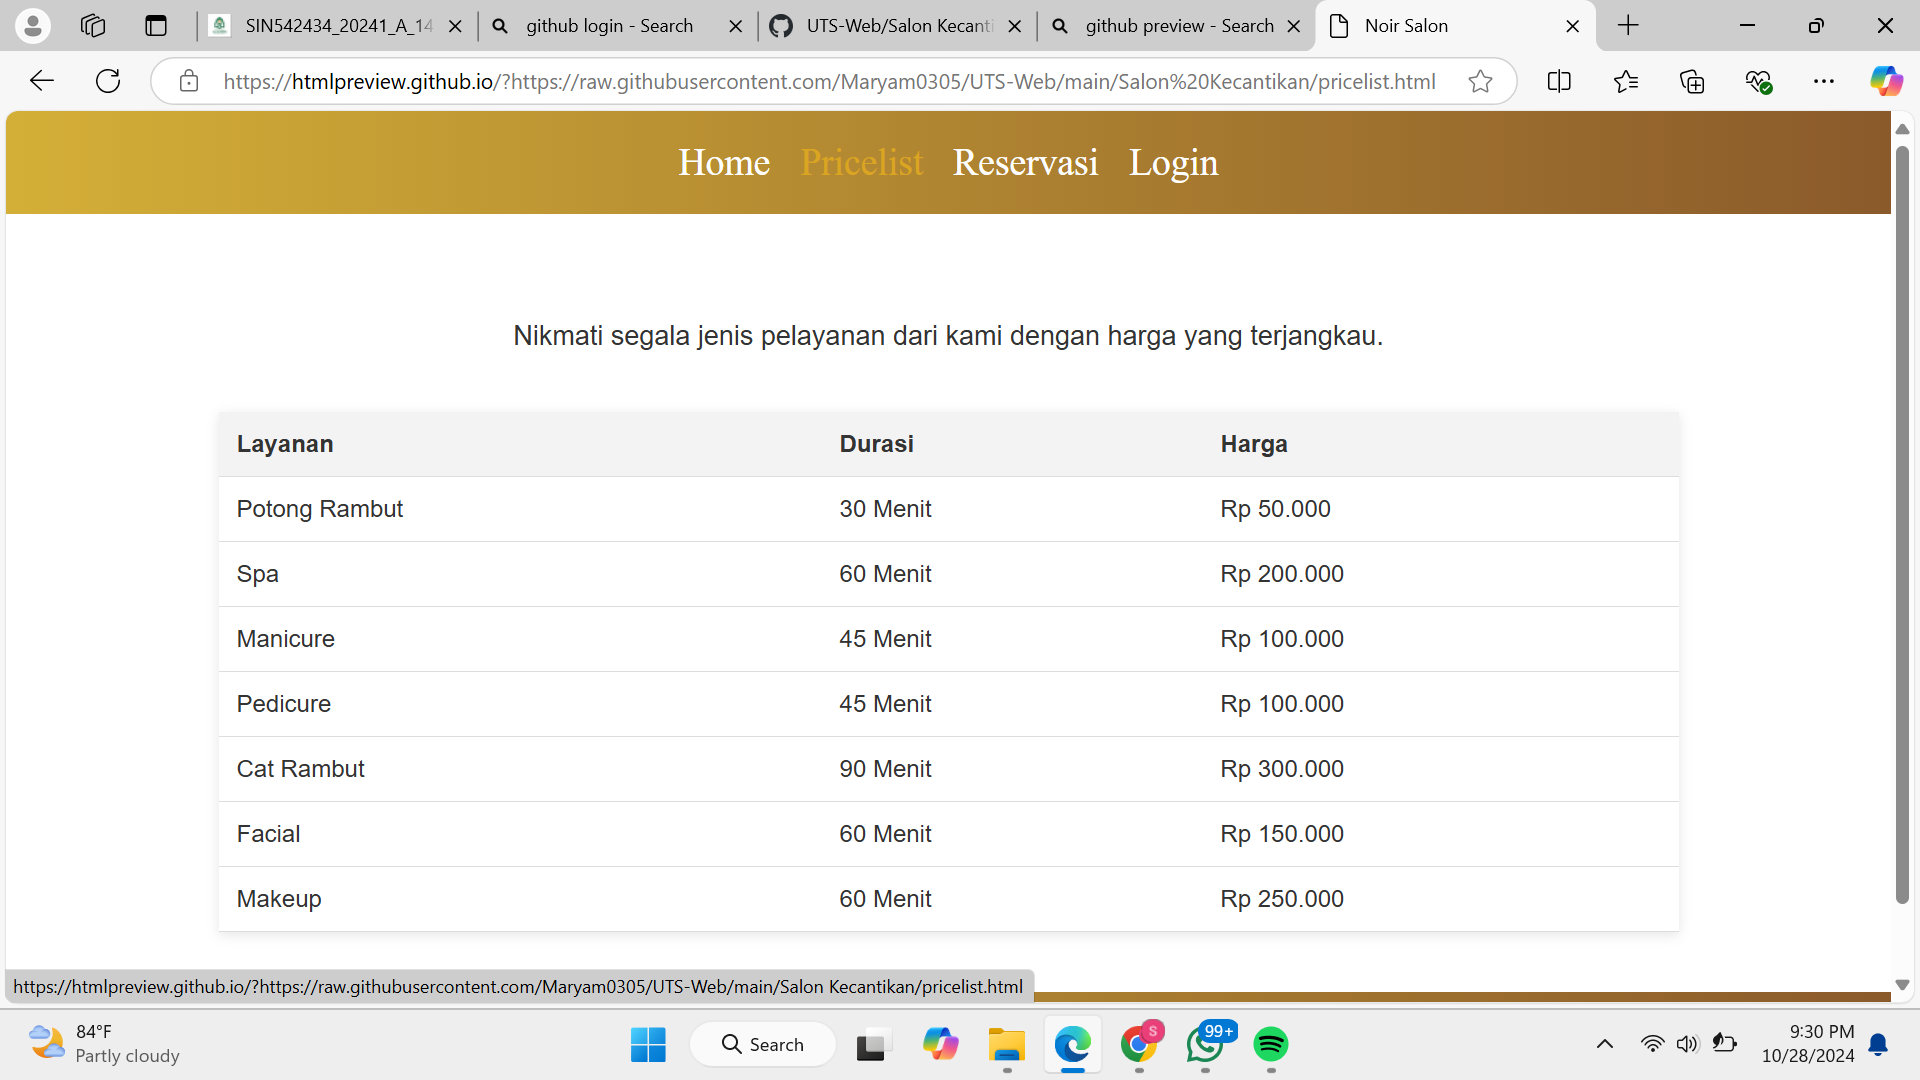 SIN542434_20241_A_14
github login - Search
UTS-Web/Salon Kecanti
github preview - Search
Noir Salon
https://htmlpreview.github.io/?https://raw.githubusercontent.com/Maryam0305/UTS-Web/main/Salon%20Kecantikan/pricelist.html
Home Pricelist Reservasi Login
Nikmati segala jenis pelayanan dari kami dengan harga yang terjangkau.
Layanan Durasi Harga
Potong Rambut 30 Menit Rp 50.000
Spa 60 Menit Rp 200.000
Manicure 45 Menit Rp 100.000
Pedicure 45 Menit Rp 100.000
Cat Rambut 90 Menit Rp 300.000
Facial 60 Menit Rp 150.000
Makeup 60 Menit Rp 250.000
https://htmlpreview.github.io/?https://raw.githubusercontent.com/Maryam0305/UTS-Web/main/Salon Kecantikan/pricelist.html
84°F
Partly cloudy
Search
S
99+
9:30 PM
10/28/2024